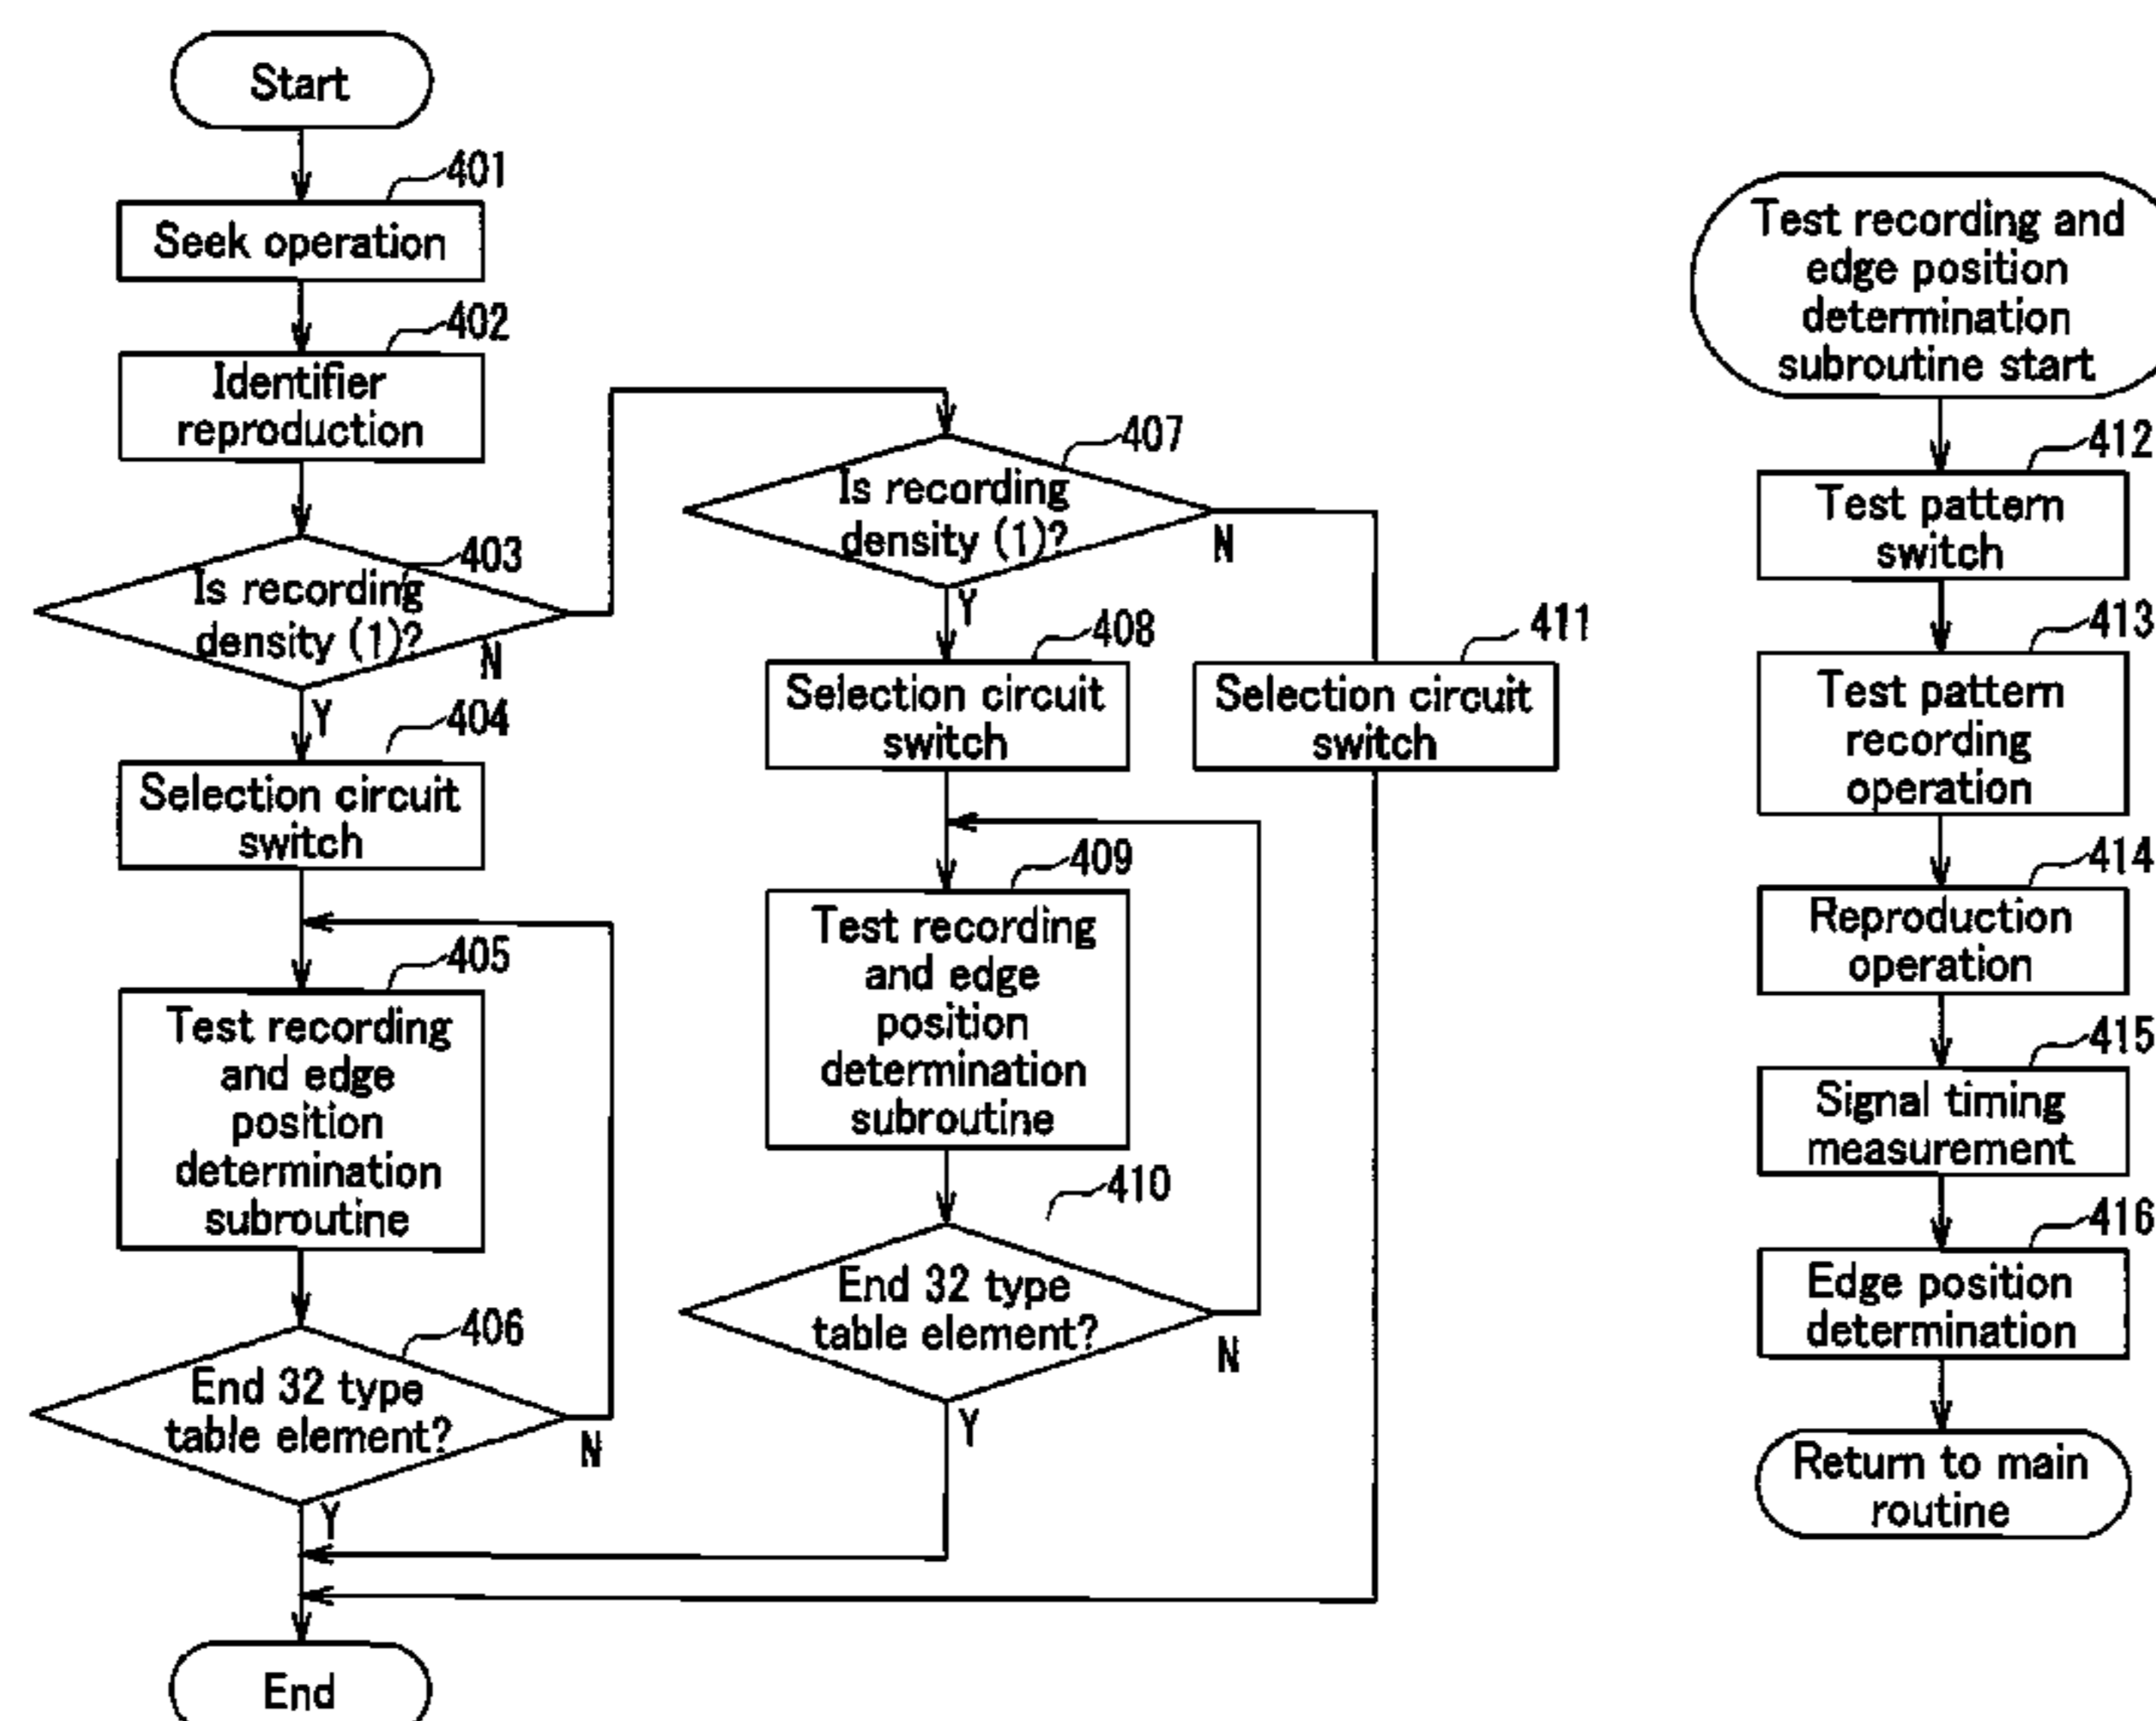 Start
401
Seek operation
402
Identifier
reproduction
403
Is recording
density (1)?
N
Y
404
Selection circuit
switch
405
Test recording
and edge
position
determination
subroutine
406
End 32 type
table element?
N
Y
End
407
Is recording
density (1)?
N
Y
408
Selection circuit
switch
409
Test recording
and edge
position
determination
subroutine
410
End 32 type
table element?
N
Y
411
Selection circuit
switch
Test recording and
edge position
determination
subroutine start
412
Test pattern
switch
413
Test pattern
recording
operation
414
Reproduction
operation
415
Signal timing
measurement
416
Edge position
determination
Return to main
routine